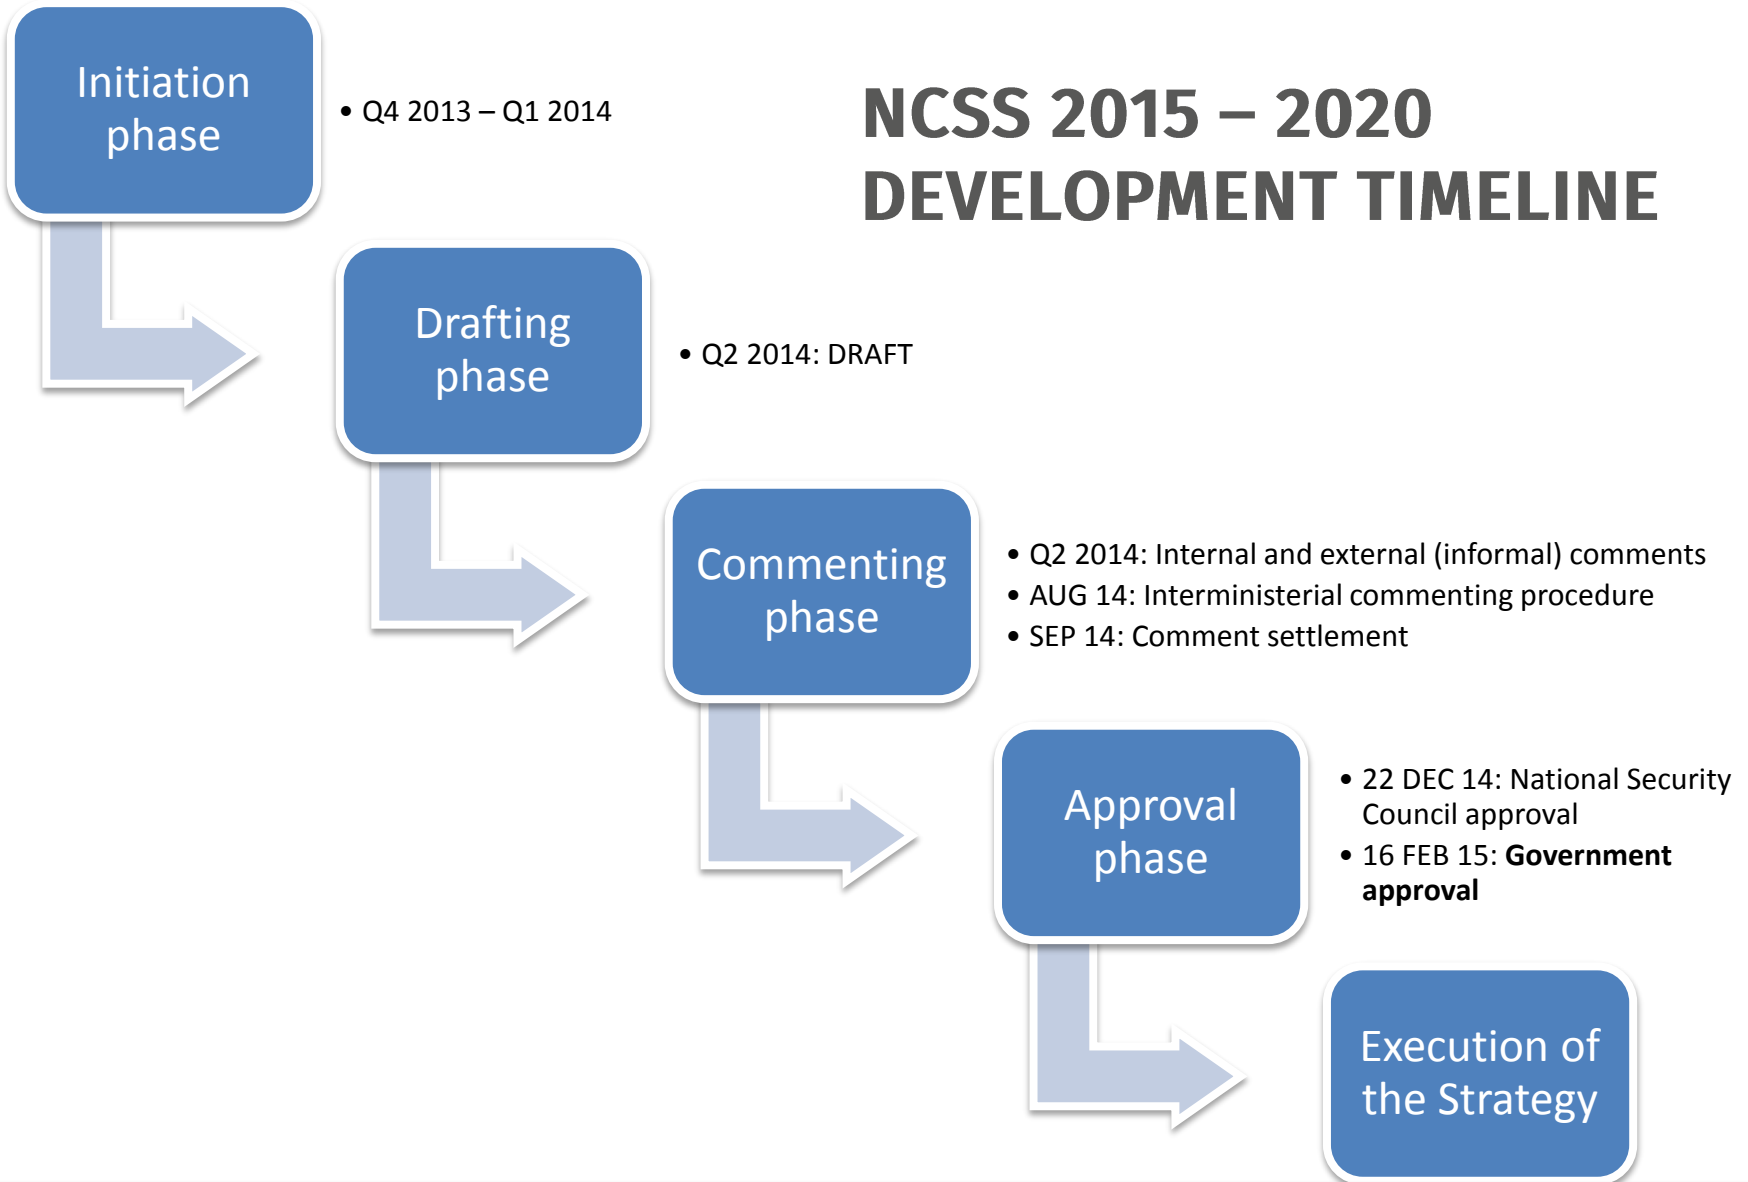 Initiation
phase
• Q4 2013 – Q1 2014
NCSS 2015 – 2020
DEVELOPMENT TIMELINE
Drafting
phase
• Q2 2014: DRAFT
Commenting
phase
• Q2 2014: Internal and external (informal) comments
• AUG 14: Interministerial commenting procedure
• SEP 14: Comment settlement
Approval
phase
• 22 DEC 14: National Security
Council approval
• 16 FEB 15: Government
approval
Execution of
the Strategy